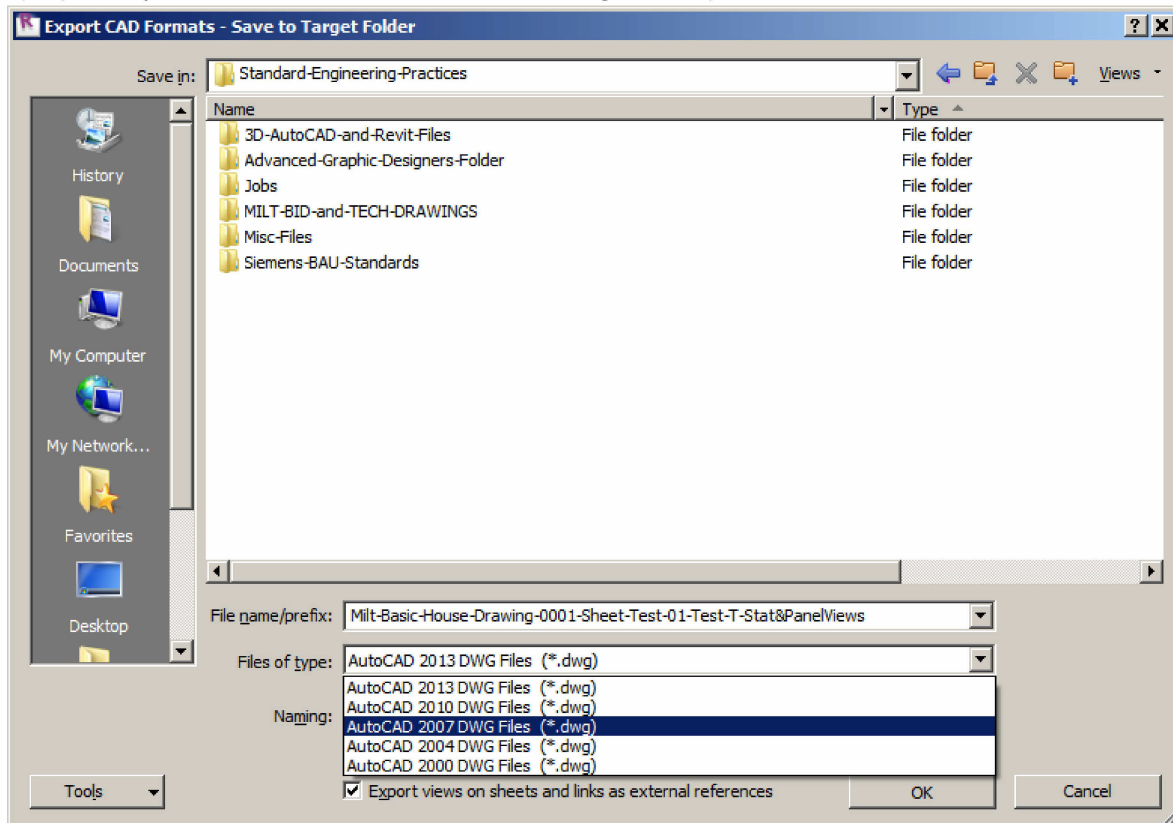 Export CAD Formats - Save to Target Folder
Save in: Standard-Engineering-Practices Views
Name Type
3D-AutoCAD-and-Revit-Files File folder
Advanced-Graphic-Designers-Folder File folder
Jobs File folder
MILT-BID-and-TECH-DRAWINGS File folder
Misc-Files File folder
Siemens-BAU-Standards File folder
History
Documents
My Computer
My Network...
Favorites
Desktop
File name/prefix: Milt-Basic-House-Drawing-0001-Sheet-Test-01-Test-T-Stat&PanelViews
Files of type: AutoCAD 2013 DWG Files (*.dwg)
AutoCAD 2013 DWG Files (*.dwg)
AutoCAD 2010 DWG Files (*.dwg)
Naming: AutoCAD 2007 DWG Files (*.dwg)
AutoCAD 2004 DWG Files (*.dwg)
AutoCAD 2000 DWG Files (*.dwg)
Tools Export views on sheets and links as external references OK Cancel